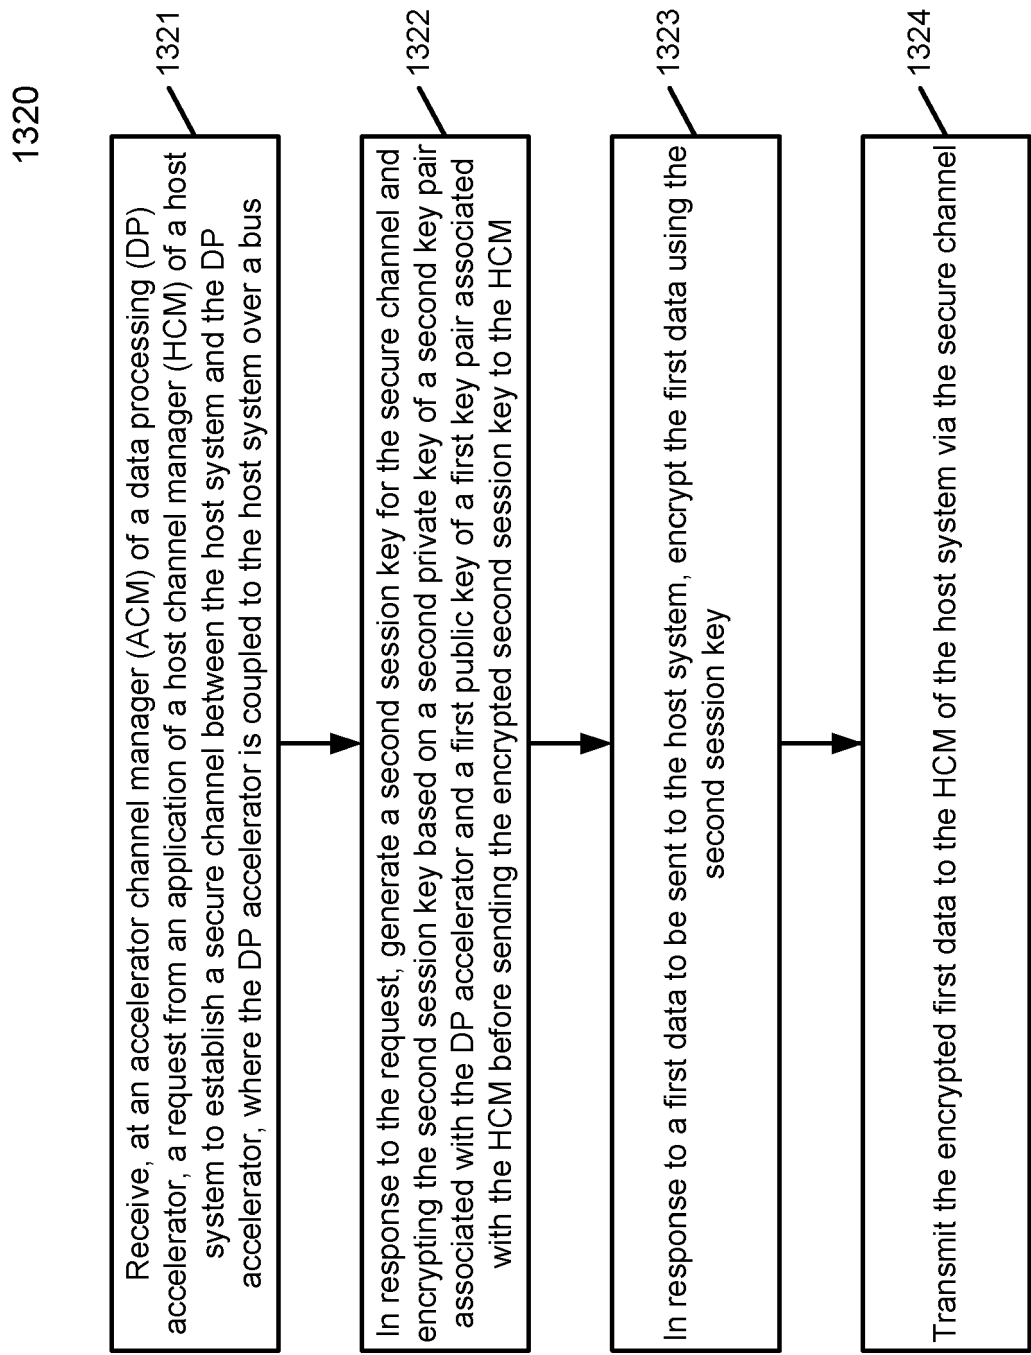 1320
Receive, at an accelerator channel manager (ACM) of a data processing (DP)
accelerator, a request from an application of a host channel manager (HCM) of a host
system to establish a secure channel between the host system and the DP
accelerator, where the DP accelerator is coupled to the host system over a bus
1321
In response to the request, generate a second session key for the secure channel and
encrypting the second session key based on a second private key of a second key pair
associated with the DP accelerator and a first public key of a first key pair associated
with the HCM before sending the encrypted second session key to the HCM
1322
In response to a first data to be sent to the host system, encrypt the first data using the
second session key
1323
Transmit the encrypted first data to the HCM of the host system via the secure channel
1324